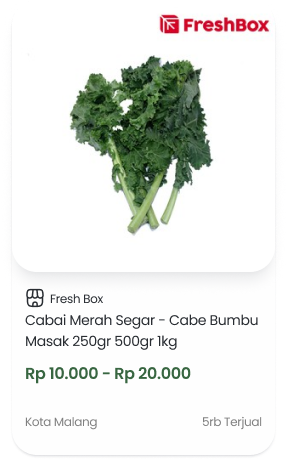 FreshBox
Fresh Box
Cabai Merah Segar - Cabe Bumbu
Masak 250gr 500gr 1kg
Rp 10.000 - Rp 20.000
Kota Malang
5rb Terjual